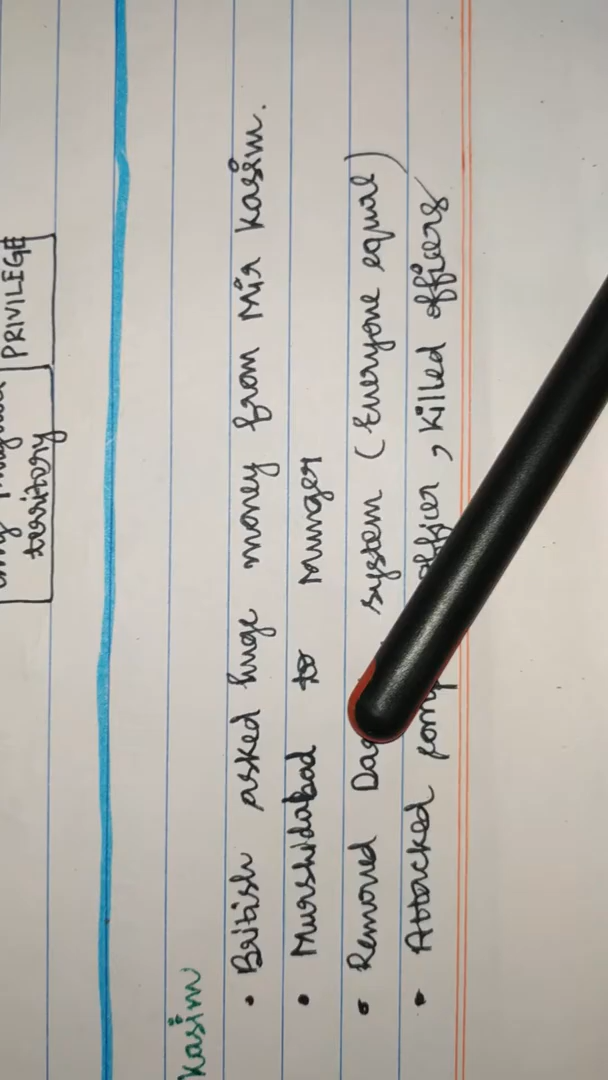 territory
PRIVILEGE
Kasim
• British asked huge money from Mir Kasim.
• Murshidabad to Munger
• Removed system (Everyone equal)
• Attacked officer, killed officers